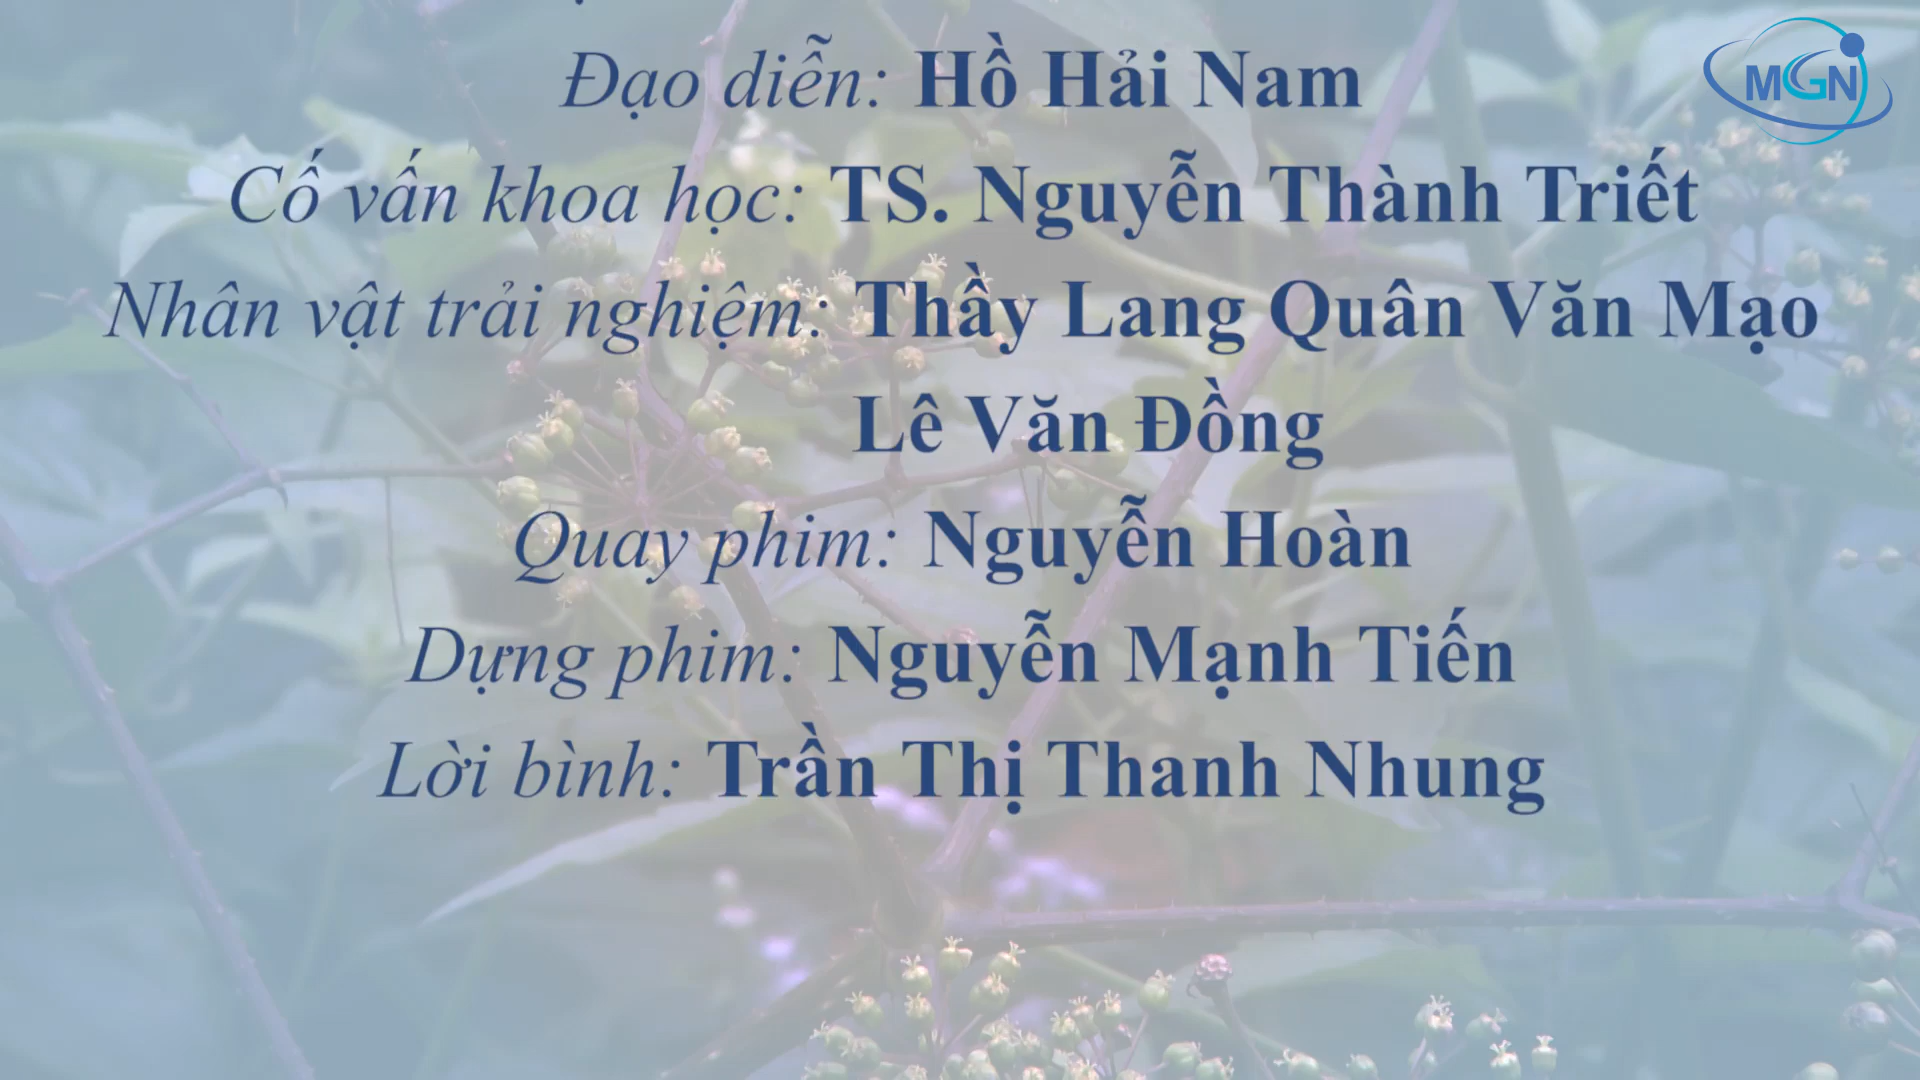 MGN
Đạo diễn: Hồ Hải Nam
Cố vấn khoa học: TS. Nguyễn Thành Triết
Nhân vật trải nghiệm: Thầy Lang Quân Văn Mạo
Lê Văn Đồng
Quay phim: Nguyễn Hoàn
Dựng phim: Nguyễn Mạnh Tiến
Lời bình: Trần Thị Thanh Nhung